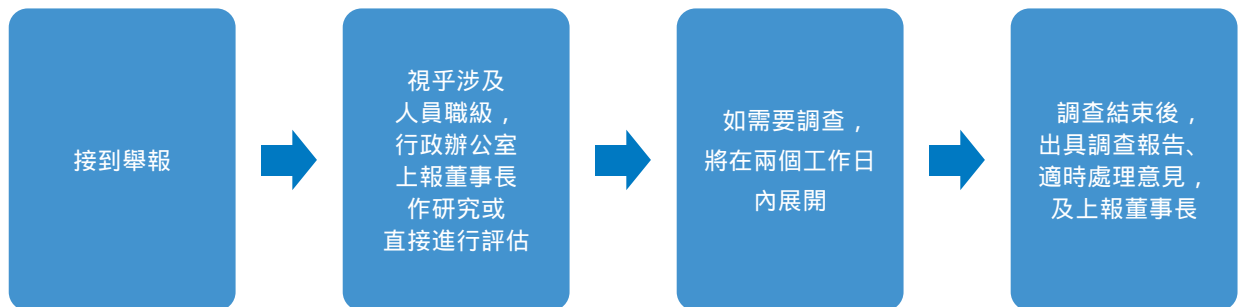 接到舉報
視乎涉及
人員職級，
行政辦公室
上報董事長
作研究或
直接進行評估
如需要調查，
將在兩個工作日
內展開
調查結束後，
出具調查報告、
適時處理意見，
及上報董事長